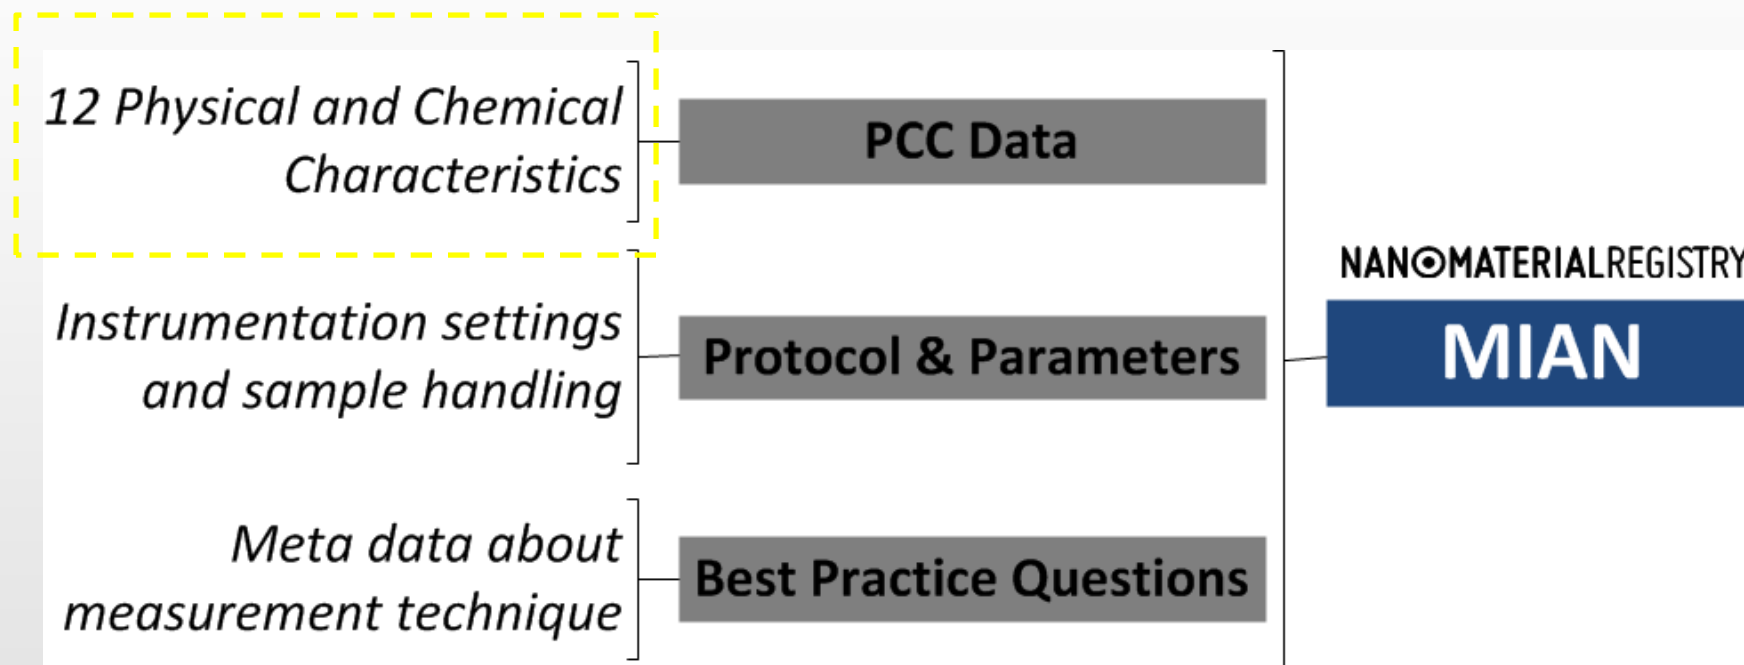 12 Physical and Chemical
Characteristics
PCC Data
NANOMATERIALREGISTRY
MIAN
Instrumentation settings
and sample handling
Protocol & Parameters
Meta data about
measurement technique
Best Practice Questions